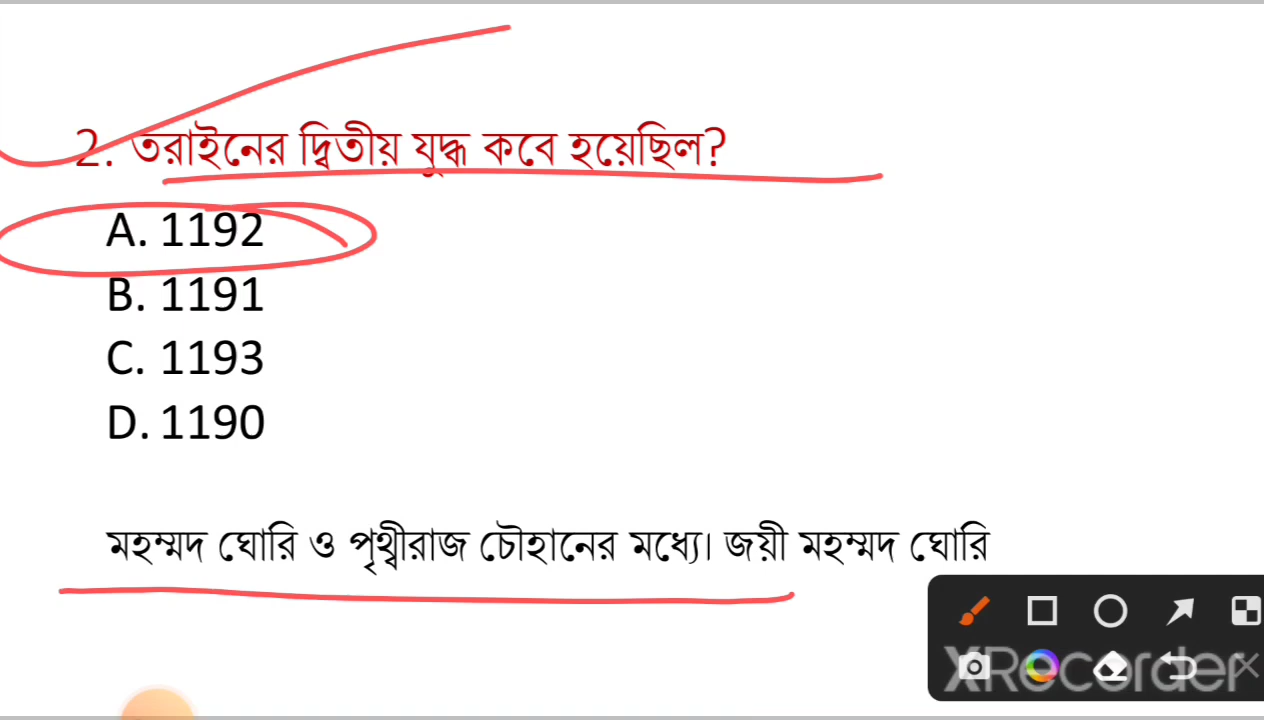 2. তরাইনের দ্বিতীয় যুদ্ধ কবে হয়েছিল?
A. 1192
B. 1191
C. 1193
D. 1190
মহম্মদ ঘোরি ও পৃথ্বীরাজ চৌহানের মধ্যে। জয়ী মহম্মদ ঘোরি
XRecorder